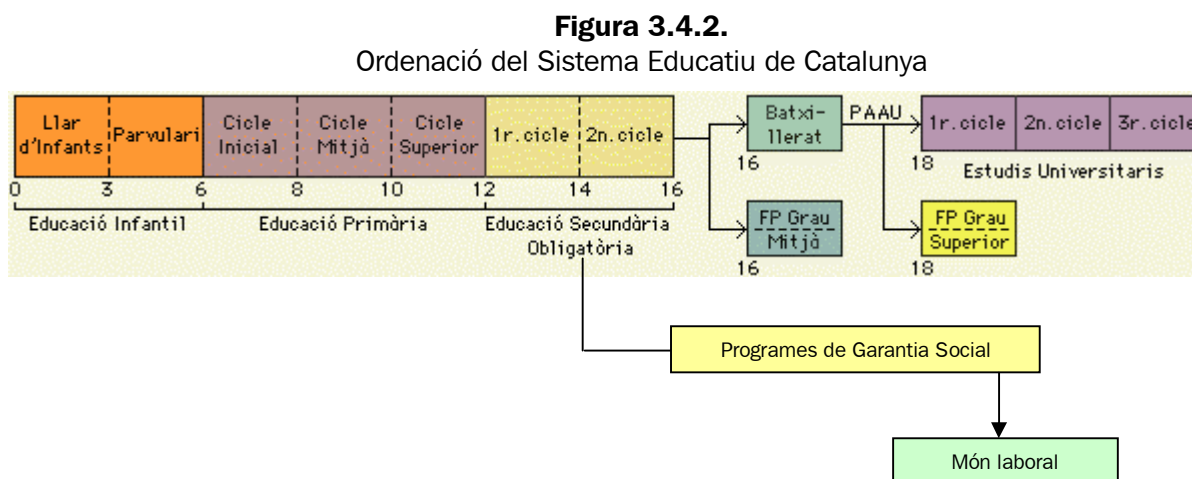 Figura 3.4.2.
Ordenació del Sistema Educatiu de Catalunya
Llar
d'Infants
Parvulari
Cicle
Inicial
Cicle
Mitjà
Cicle
Superior
1r. cicle
2n. cicle
Batxi-
llerat
PAAU
1r. cicle
2n. cicle
3r. cicle
0 3 6 8 10 12 14 16
16
18
Estudis Universitaris
Educació Infantil
Educació Primària
Educació Secundària
Obligatòria
FP Grau
Mitjà
16
FP Grau
Superior
18
Programes de Garantia Social
Món laboral